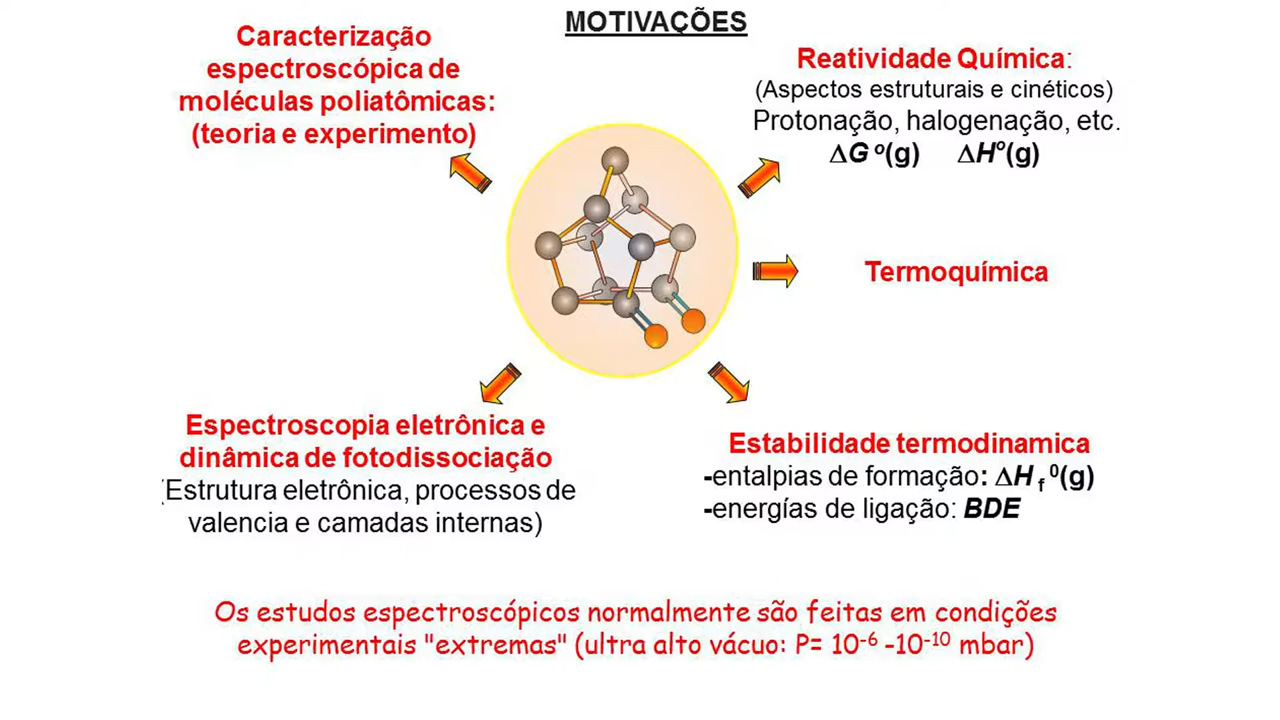 MOTIVAÇÕES
Caracterização
espectroscópica de
moléculas poliatômicas:
(teoria e experimento)
Reatividade Química:
(Aspectos estruturais e cinéticos)
Protonação, halogenação, etc.
ΔG º(g) ΔHº(g)
Termoquímica
Espectroscopia eletrônica e
dinâmica de fotodissociação
(Estrutura eletrônica, processos de
valencia e camadas internas)
Estabilidade termodinamica
-entalpias de formação: ΔH f ⁰(g)
-energías de ligação: BDE
Os estudos espectroscópicos normalmente são feitas em condições
experimentais "extremas" (ultra alto vácuo: P= 10⁻⁶ -10⁻¹⁰ mbar)